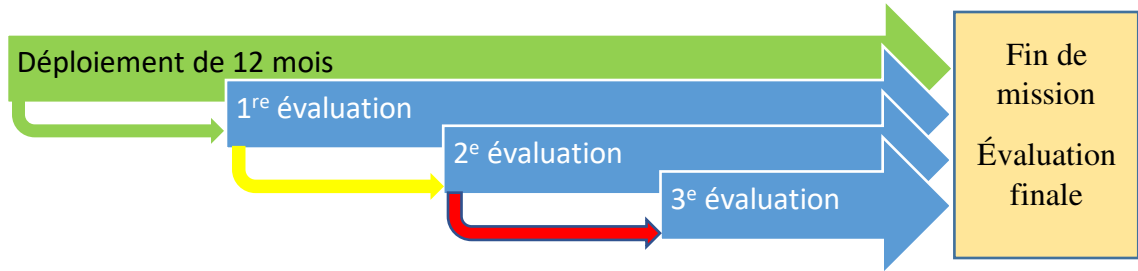 Déploiement de 12 mois
1re évaluation
2e évaluation
3e évaluation
Fin de
mission
Évaluation
finale